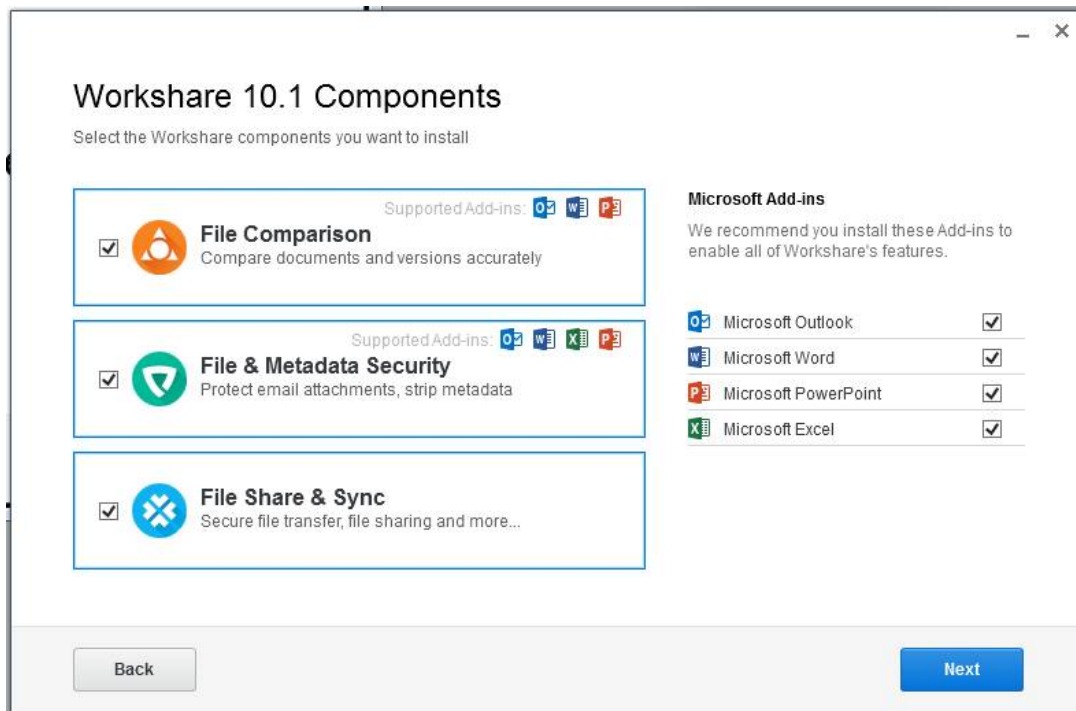 Workshare 10.1 Components
Select the Workshare components you want to install
Supported Add-ins:
File Comparison
Compare documents and versions accurately
Supported Add-ins:
File & Metadata Security
Protect email attachments, strip metadata
File Share & Sync
Secure file transfer, file sharing and more...
Microsoft Add-ins
We recommend you install these Add-ins to
enable all of Workshare's features.
Microsoft Outlook
Microsoft Word
Microsoft PowerPoint
Microsoft Excel
Back
Next